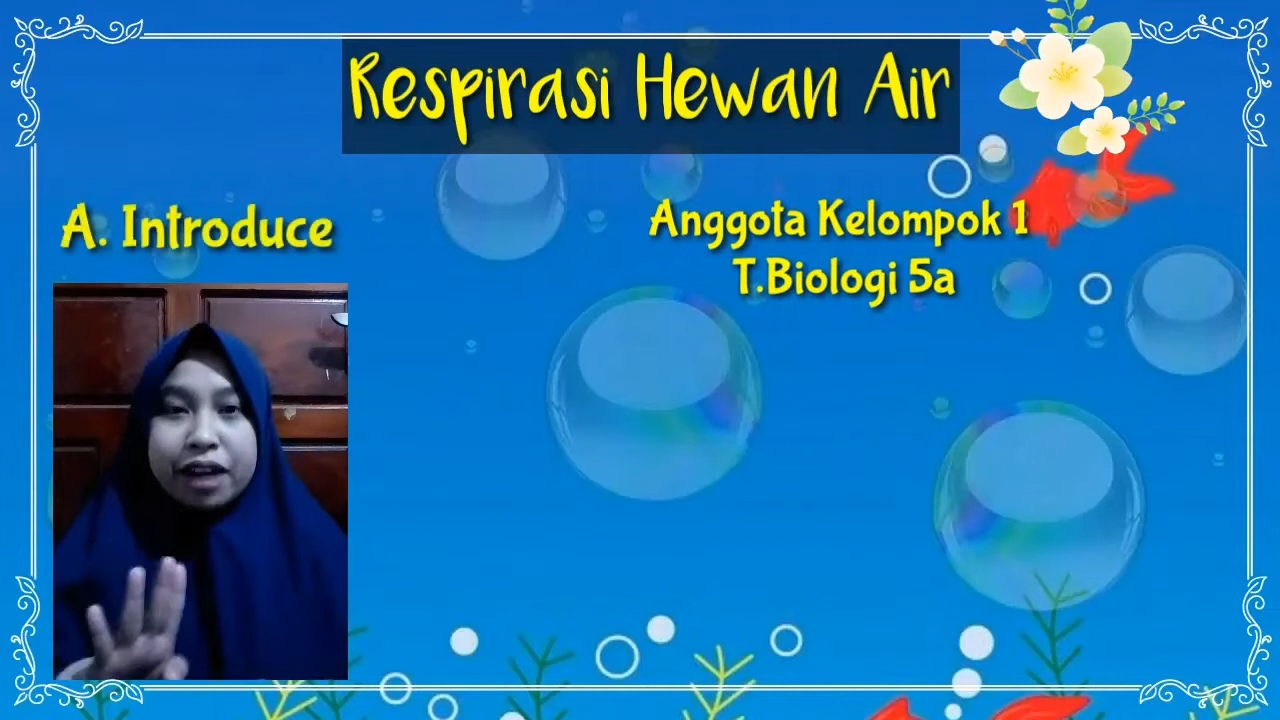 Respirasi Hewan Air
A. Introduce
Anggota Kelompok 1
T.Biologi 5a